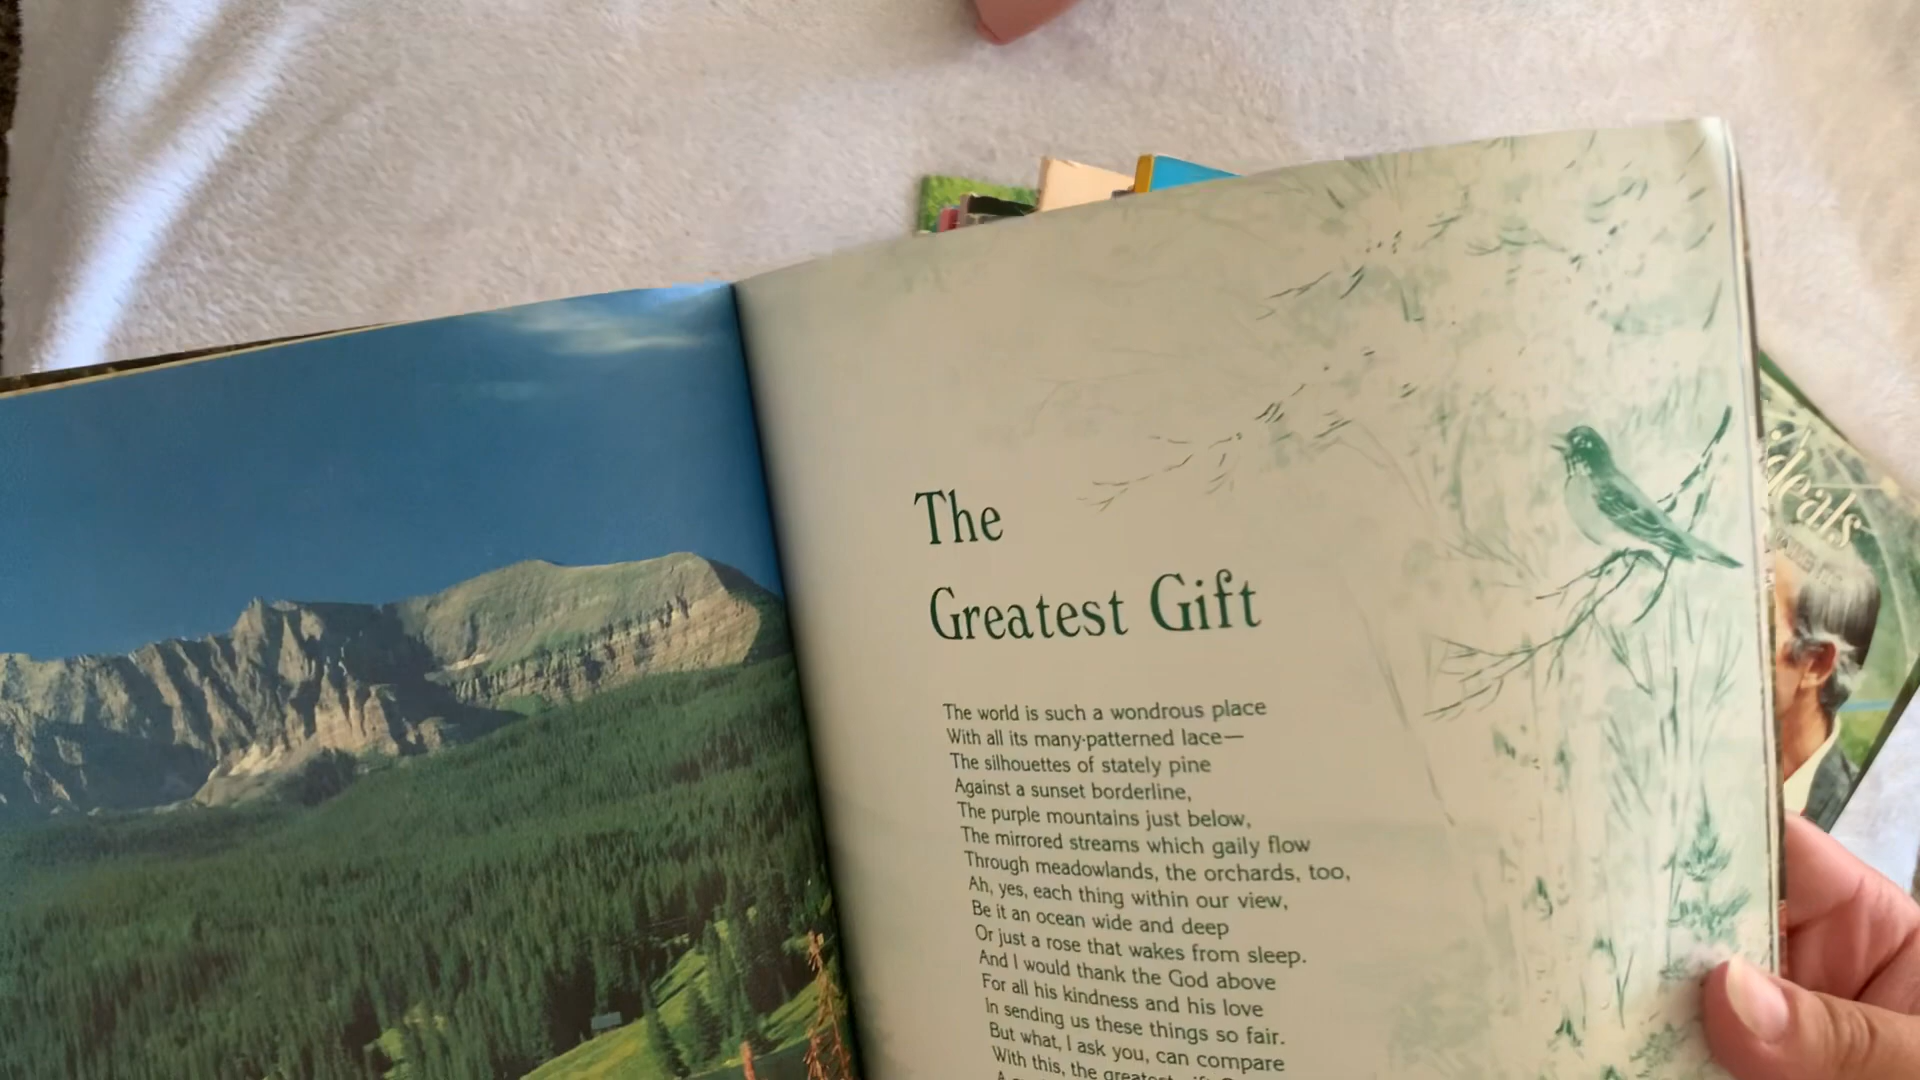 The
Greatest Gift
The world is such a wondrous place
With all its many-patterned lace—
The silhouettes of stately pine
Against a sunset borderline,
The purple mountains just below,
The mirrored streams which gaily flow
Through meadowlands, the orchards, too,
Ah, yes, each thing within our view,
Be it an ocean wide and deep
Or just a rose that wakes from sleep.
And I would thank the God above
For all his kindness and his love
In sending us these things so fair.
But what, I ask you, can compare
With this, the greatest
ideals